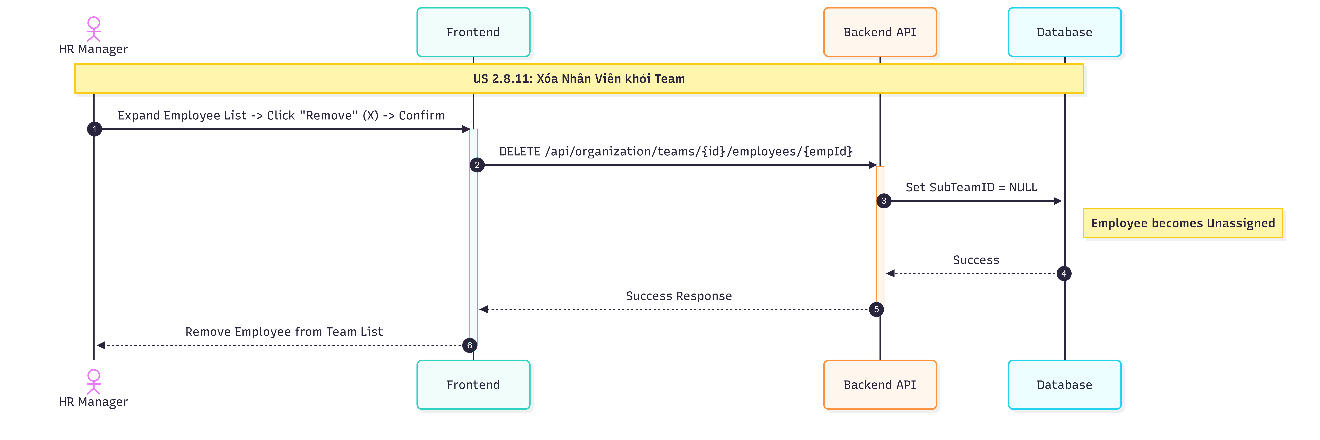 Frontend
Backend API
Database
HR Manager
US 2.8.11: Xóa Nhân Viên khỏi Team
Expand Employee List -> Click "Remove" (X) -> Confirm
1
DELETE /api/organization/teams/{id}/employees/{empId}
2
Set SubTeamID = NULL
3
Employee becomes Unassigned
Success
4
Success Response
5
Remove Employee from Team List
6
Frontend
Backend API
Database
HR Manager